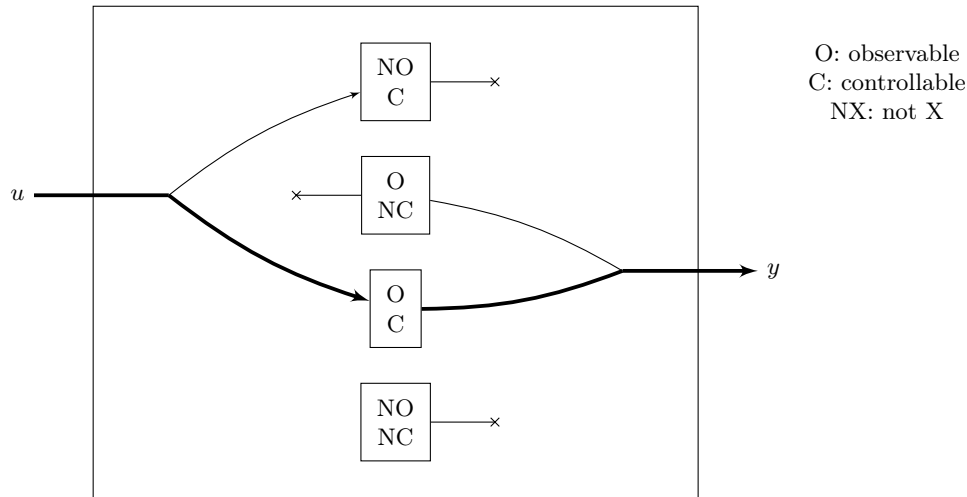 NO
C
O: observable
C: controllable
NX: not X
u
O
NC
O
C
y
NO
NC